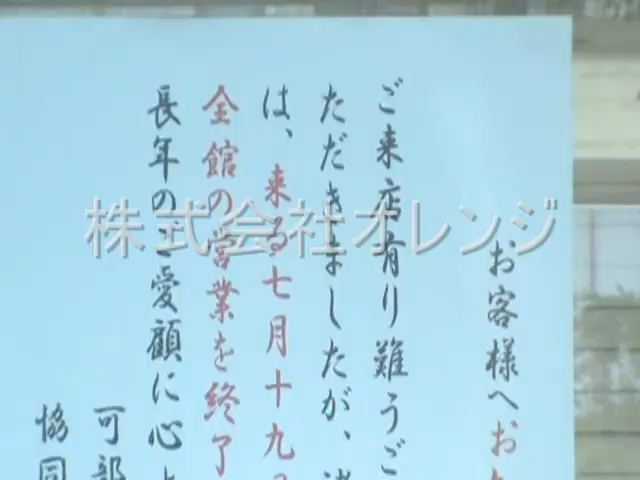 お客様へお
ご来店有り難うご
ただきましたが、諸
は、来る七月十九
全館の営業を終了
長年のご愛顧に心
可部
協同
株式会社オレンジ